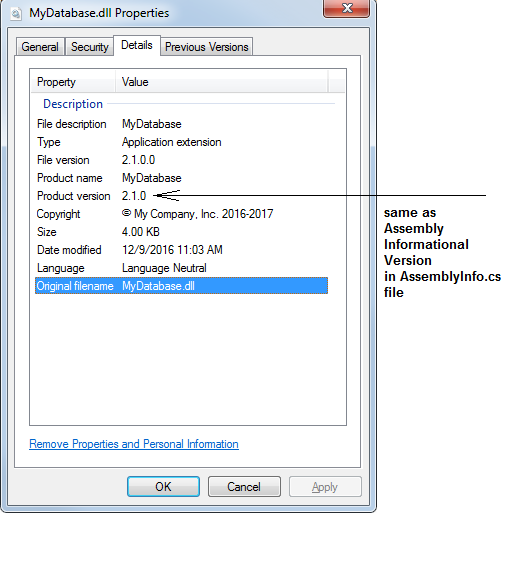 MyDatabase.dll Properties
General Security Details Previous Versions
Property Value
Description
File description MyDatabase
Type Application extension
File version 2.1.0.0
Product name MyDatabase
Product version 2.1.0
Copyright © My Company, Inc. 2016-2017
Size 4.00 KB
Date modified 12/9/2016 11:03 AM
Language Language Neutral
Original filename MyDatabase.dll
same as
Assembly
Informational
Version
in AssemblyInfo.cs
file
Remove Properties and Personal Information
OK Cancel Apply